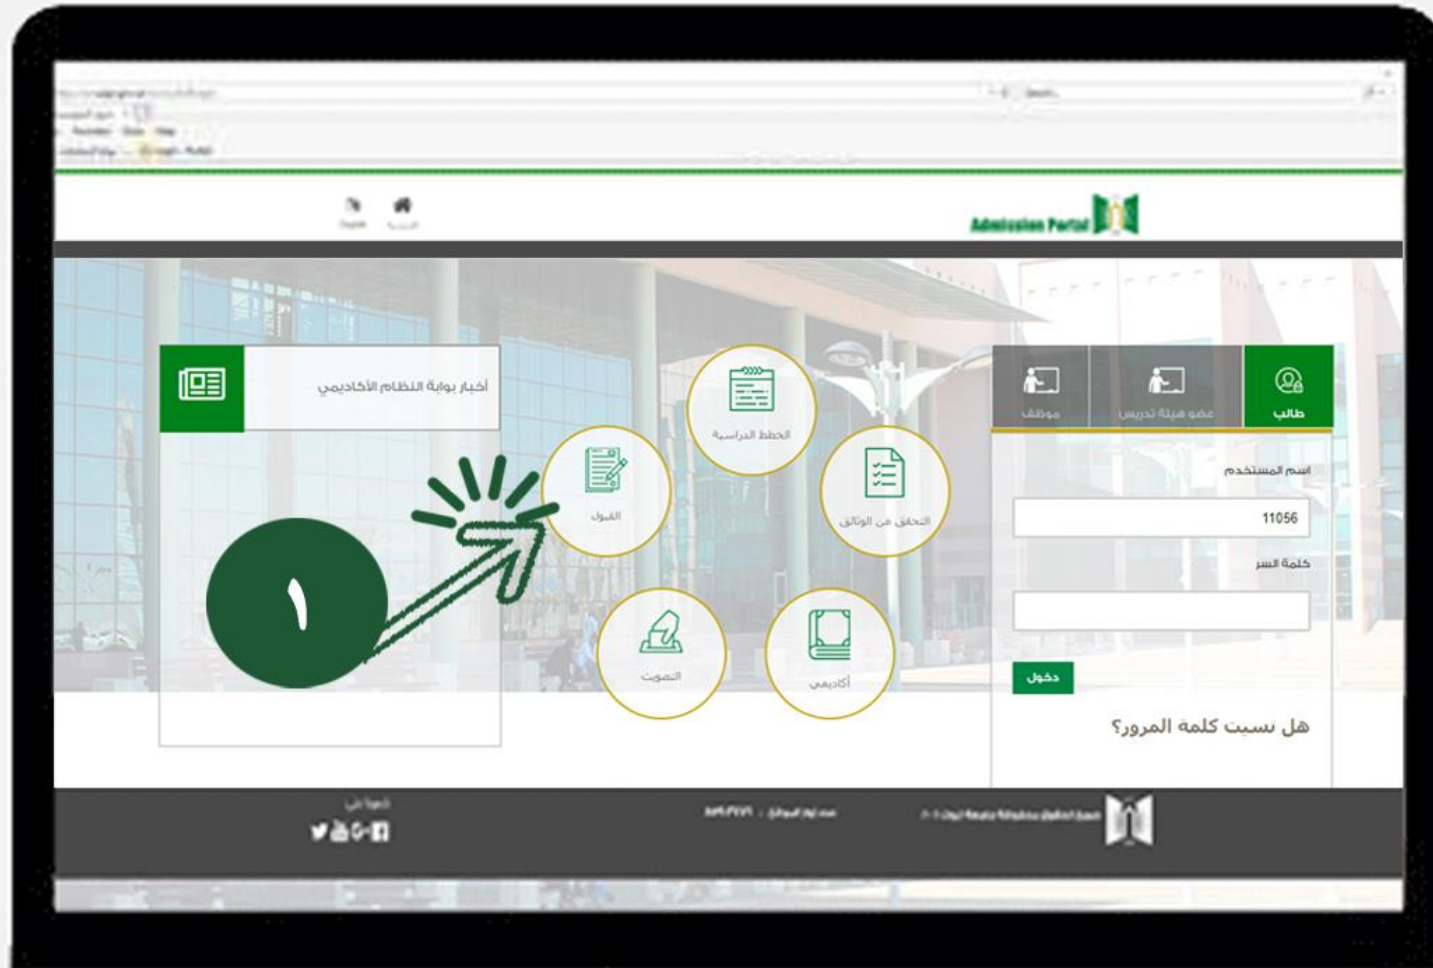 Admission Portal
طالب
عضو هيئة تدريس
موظف
اسم المستخدم
11056
كلمة السر
دخول
هل نسيت كلمة المرور؟
الخطط الدراسية
التحقق من الوثائق
القبول
أكاديمي
التصويت
أخبار بوابة النظام الأكاديمي
١